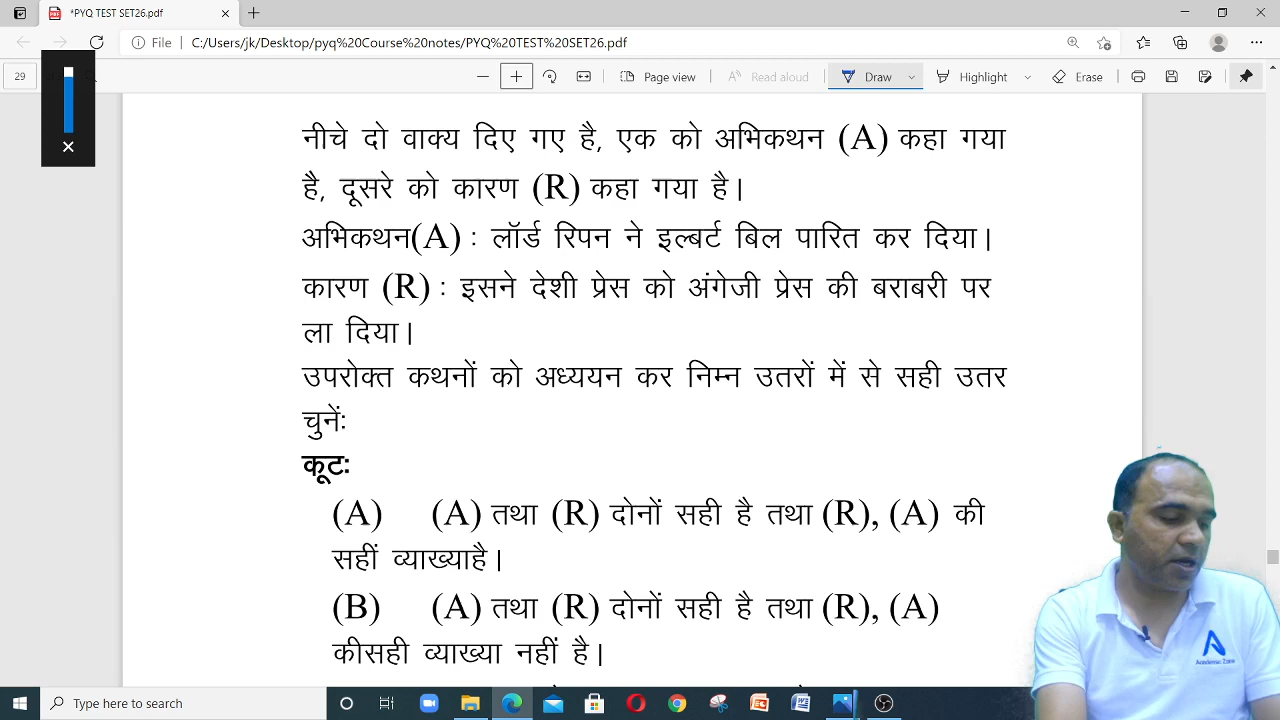 *PYQ TEST SET26.pdf
File C:/Users/jk/Desktop/pyq%20Course%20notes/PYQ%20TEST%20SET26.pdf
29 Page view Read aloud Draw Highlight Erase
नीचे दो वाक्य दिए गए है, एक को अभिकथन (A) कहा गया
है, दूसरे को कारण (R) कहा गया है।
अभिकथन(A) : लॉर्ड रिपन ने इल्बर्ट बिल पारित कर दिया।
कारण (R) : इसने देशी प्रेस को अंगेजी प्रेस की बराबरी पर
ला दिया।
उपरोक्त कथनों को अध्ययन कर निम्न उतरों में से सही उतर
चुनें:
कूट:
(A) (A) तथा (R) दोनों सही है तथा (R), (A) की
सहीं व्याख्याहै।
(B) (A) तथा (R) दोनों सही है तथा (R), (A)
कीसही व्याख्या नहीं है।
Academic Zone
Type here to search